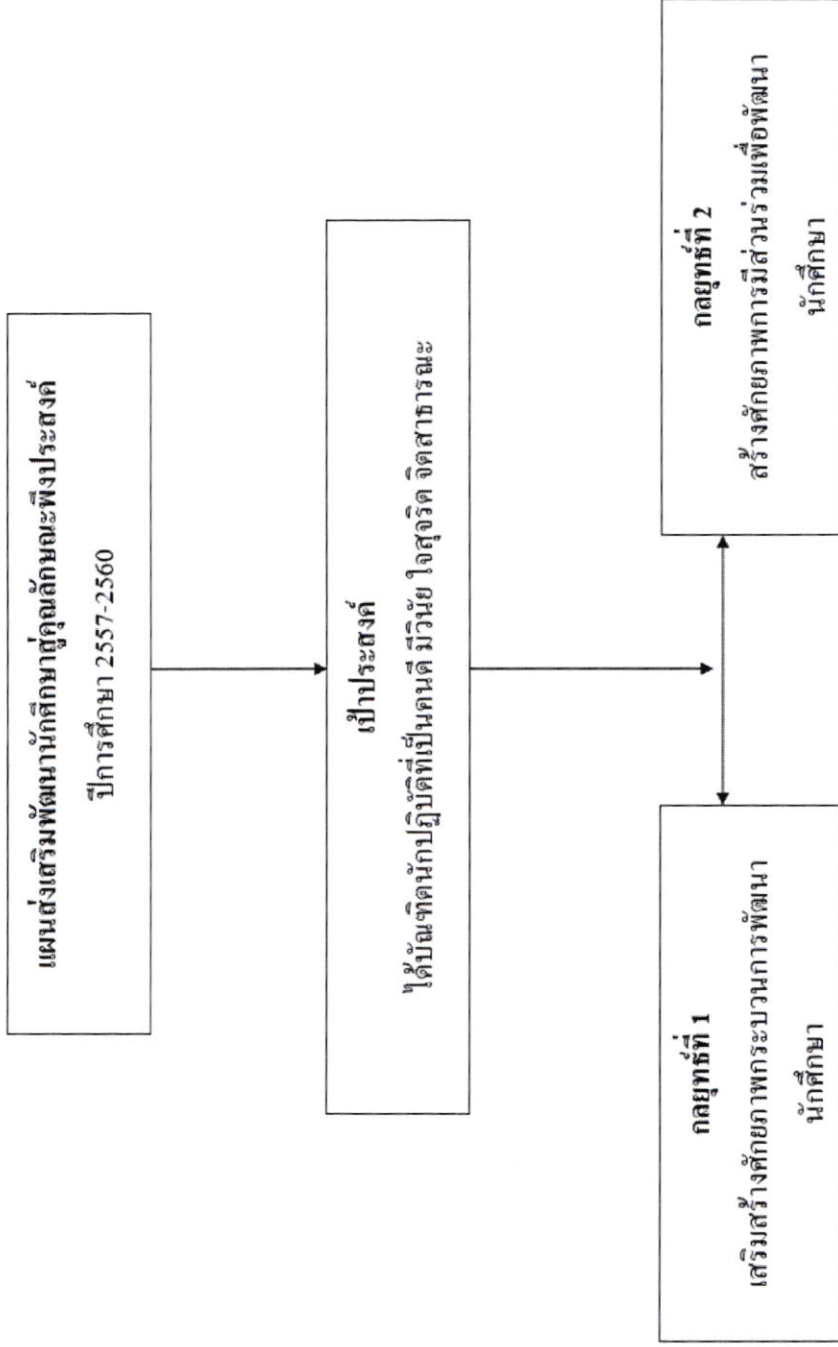 แผนส่งเสริมพัฒนานักศึกษาสู่คุณลักษณะพึงประสงค์
ปีการศึกษา 2557-2560
เป้าประสงค์
ได้บัณฑิตนักปฏิบัติที่เป็นคนดี มีวินัย ใจสุจริต จิตสาธารณะ
กลยุทธ์ที่ 1
เสริมสร้างศักยภาพกระบวนการพัฒนา
นักศึกษา
กลยุทธ์ที่ 2
สร้างศักยภาพการมีส่วนร่วมเพื่อพัฒนา
นักศึกษา